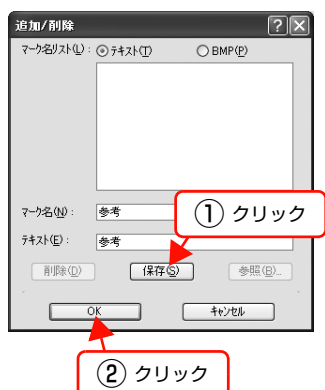 追加/削除
マーク名リスト(L): テキスト(T) BMP(P)
マーク名(N): 参考
① クリック
テキスト(E): 参考
削除(D) 保存(S) 参照(B)...
OK キャンセル
② クリック